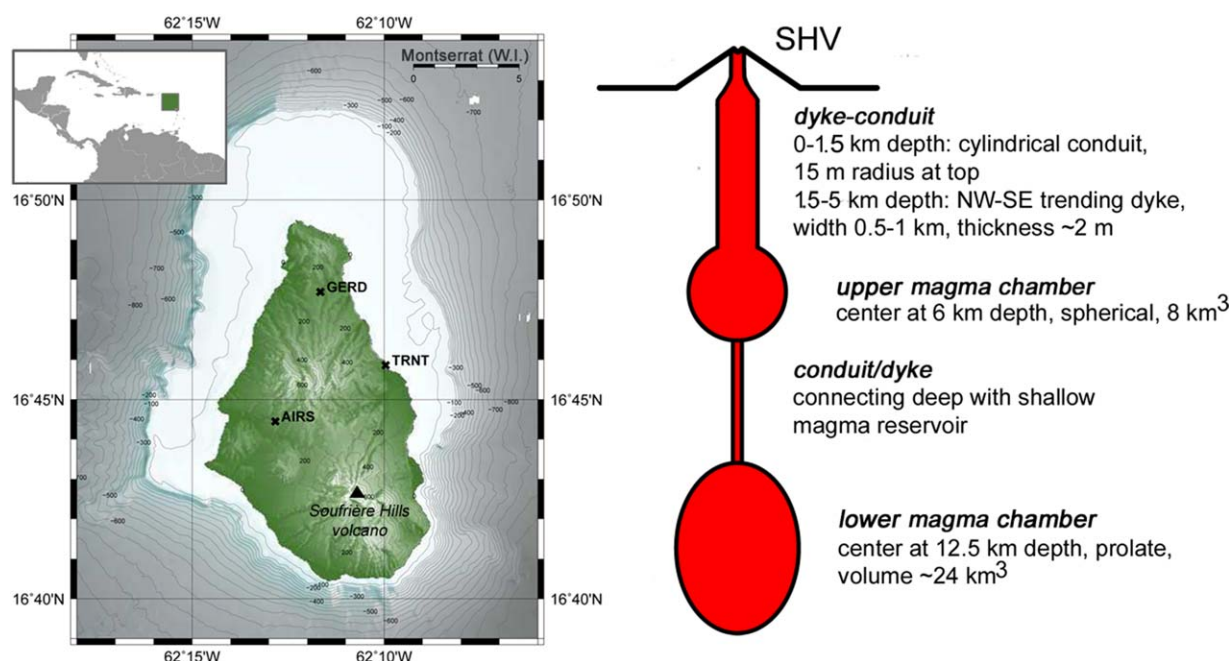 62°15'W 62°10'W
Montserrat (W.I.)
0 5
16°50'N 16°50'N
GERD
TRNT
16°45'N 16°45'N
AIRS
Soufrière Hills
volcano
16°40'N 16°40'N
62°15'W 62°10'W
SHV
dyke-conduit
0-1.5 km depth: cylindrical conduit,
15 m radius at top
1.5-5 km depth: NW-SE trending dyke,
width 0.5-1 km, thickness ~2 m
upper magma chamber
center at 6 km depth, spherical, 8 km³
conduit/dyke
connecting deep with shallow
magma reservoir
lower magma chamber
center at 12.5 km depth, prolate,
volume ~24 km³